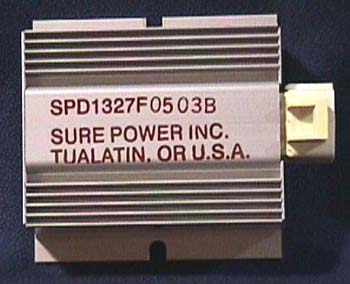 SPD1327F0503B
SURE POWER INC.
TUALATIN, OR U.S.A.